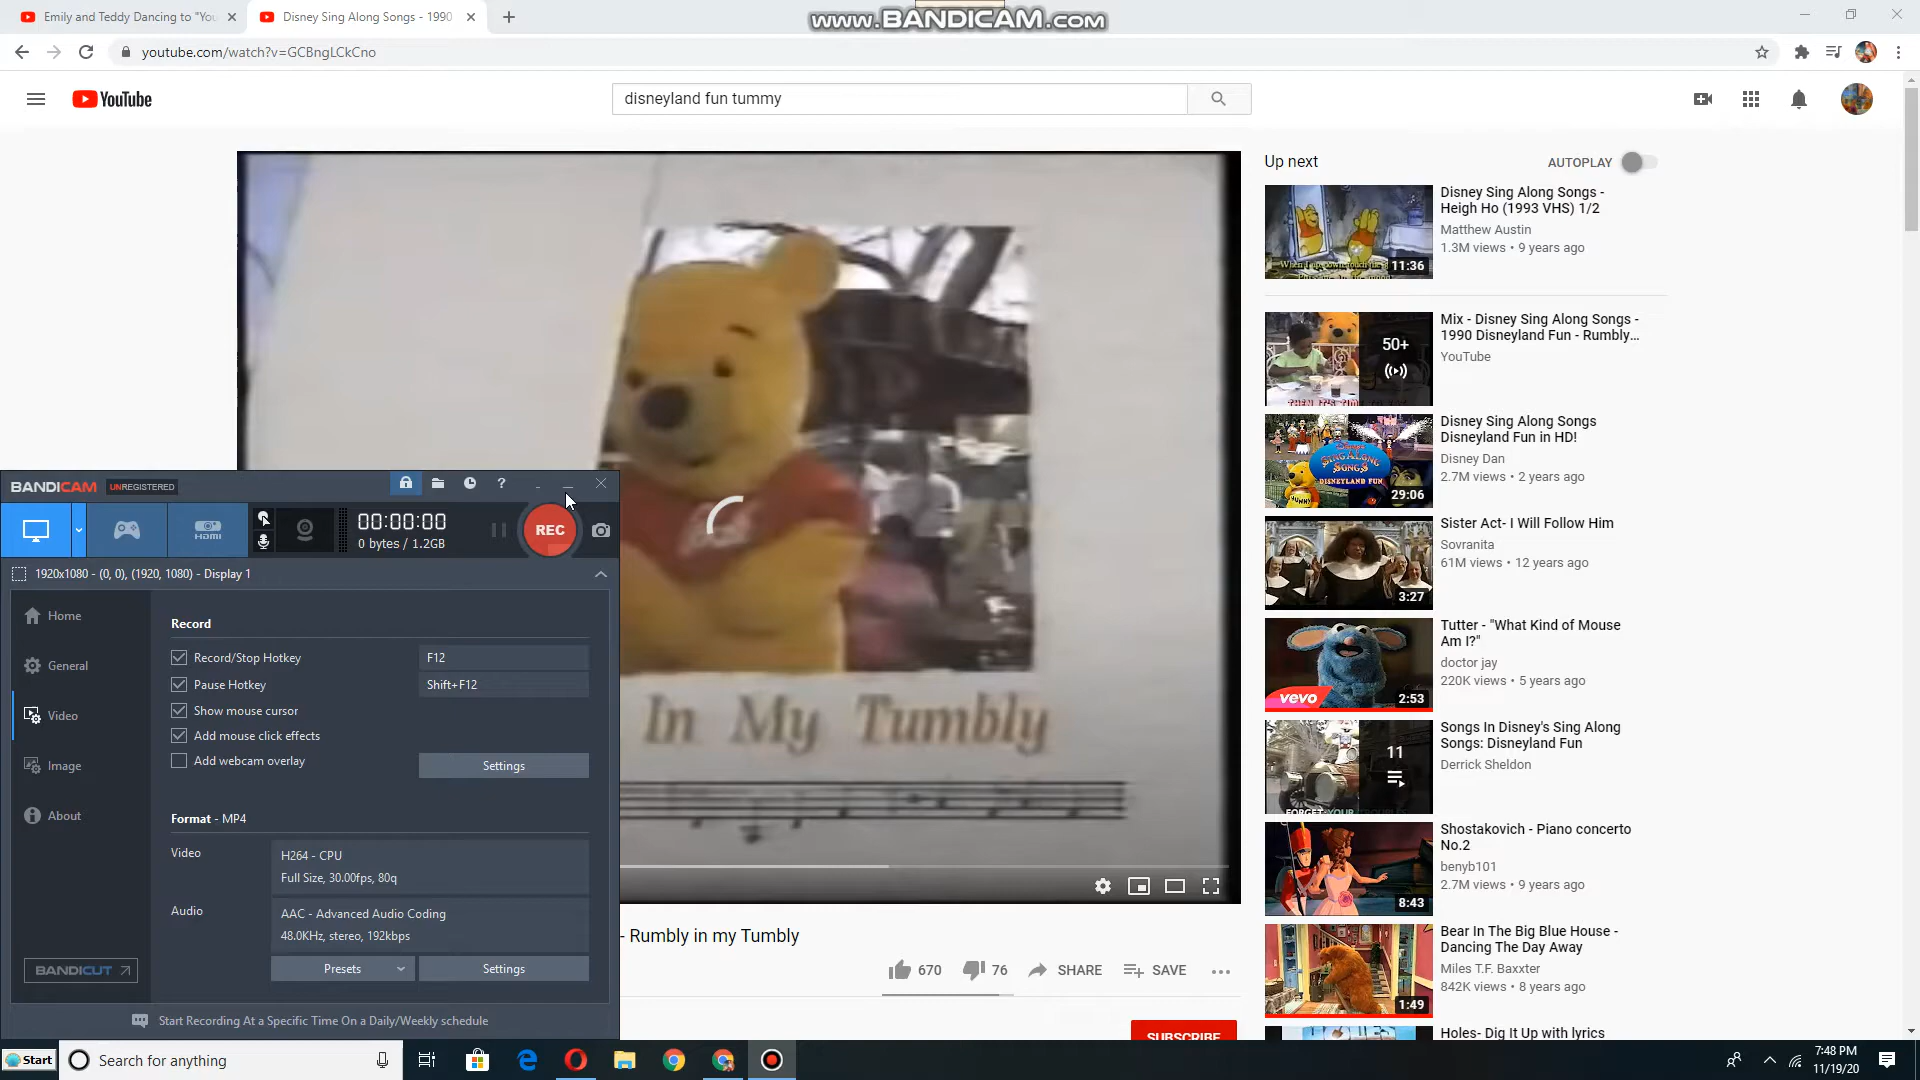 Emily and Teddy Dancing to "You
Disney Sing Along Songs - 1990
www.BANDICAM.com
youtube.com/watch?v=GCBngLCkCno
YouTube
disneyland fun tummy
In My Tumbly
- Rumbly in my Tumbly
670
76
SHARE
SAVE
SUBSCRIBE
Up next
AUTOPLAY
11:36
Disney Sing Along Songs -
Heigh Ho (1993 VHS) 1/2
Matthew Austin
1.3M views • 9 years ago
50+
Mix - Disney Sing Along Songs -
1990 Disneyland Fun - Rumbly...
YouTube
SING ALONG
SONGS
DISNEYLAND FUN
29:06
Disney Sing Along Songs
Disneyland Fun in HD!
Disney Dan
2.7M views • 2 years ago
3:27
Sister Act- I Will Follow Him
Sovranita
61M views • 12 years ago
vevo
2:53
Tutter - "What Kind of Mouse
Am I?"
doctor jay
220K views • 5 years ago
11
FORGET YOUR TROUBLES
Songs In Disney's Sing Along
Songs: Disneyland Fun
Derrick Sheldon
8:43
Shostakovich - Piano concerto
No.2
benyb101
2.7M views • 9 years ago
1:49
Bear In The Big Blue House -
Dancing The Day Away
Miles T.F. Baxxter
842K views • 8 years ago
Holes- Dig It Up with lyrics
BANDICAM UNREGISTERED
HDMI
00:00:00
0 bytes / 1.2GB
REC
1920x1080 - (0, 0), (1920, 1080) - Display 1
Home
General
Video
Image
About
BANDICUT
Record
Record/Stop Hotkey
F12
Pause Hotkey
Shift+F12
Show mouse cursor
Add mouse click effects
Add webcam overlay
Settings
Format - MP4
Video
H264 - CPU
Full Size, 30.00fps, 80q
Audio
AAC - Advanced Audio Coding
48.0KHz, stereo, 192kbps
Presets
Settings
Start Recording At a Specific Time On a Daily/Weekly schedule
Start
Search for anything
7:48 PM
11/19/20